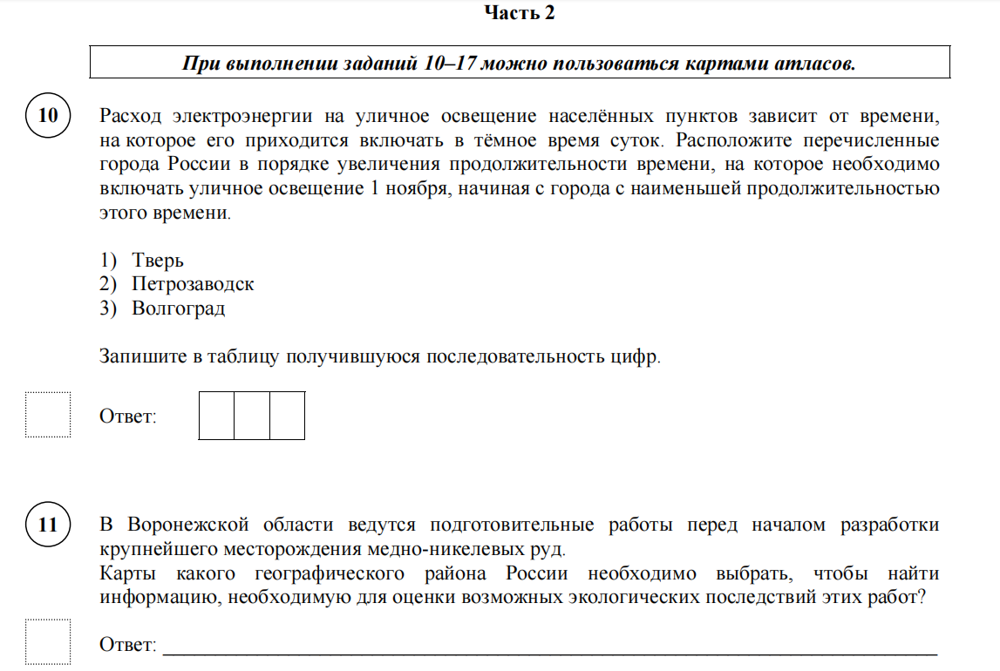 Часть 2
При выполнении заданий 10–17 можно пользоваться картами атласов.
10
Расход электроэнергии на уличное освещение населённых пунктов зависит от времени,
на которое его приходится включать в тёмное время суток. Расположите перечисленные
города России в порядке увеличения продолжительности времени, на которое необходимо
включать уличное освещение 1 ноября, начиная с города с наименьшей продолжительностью
этого времени.
1) Тверь
2) Петрозаводск
3) Волгоград
Запишите в таблицу получившуюся последовательность цифр.
Ответ:
11
В Воронежской области ведутся подготовительные работы перед началом разработки
крупнейшего месторождения медно-никелевых руд.
Карты какого географического района России необходимо выбрать, чтобы найти
информацию, необходимую для оценки возможных экологических последствий этих работ?
Ответ: